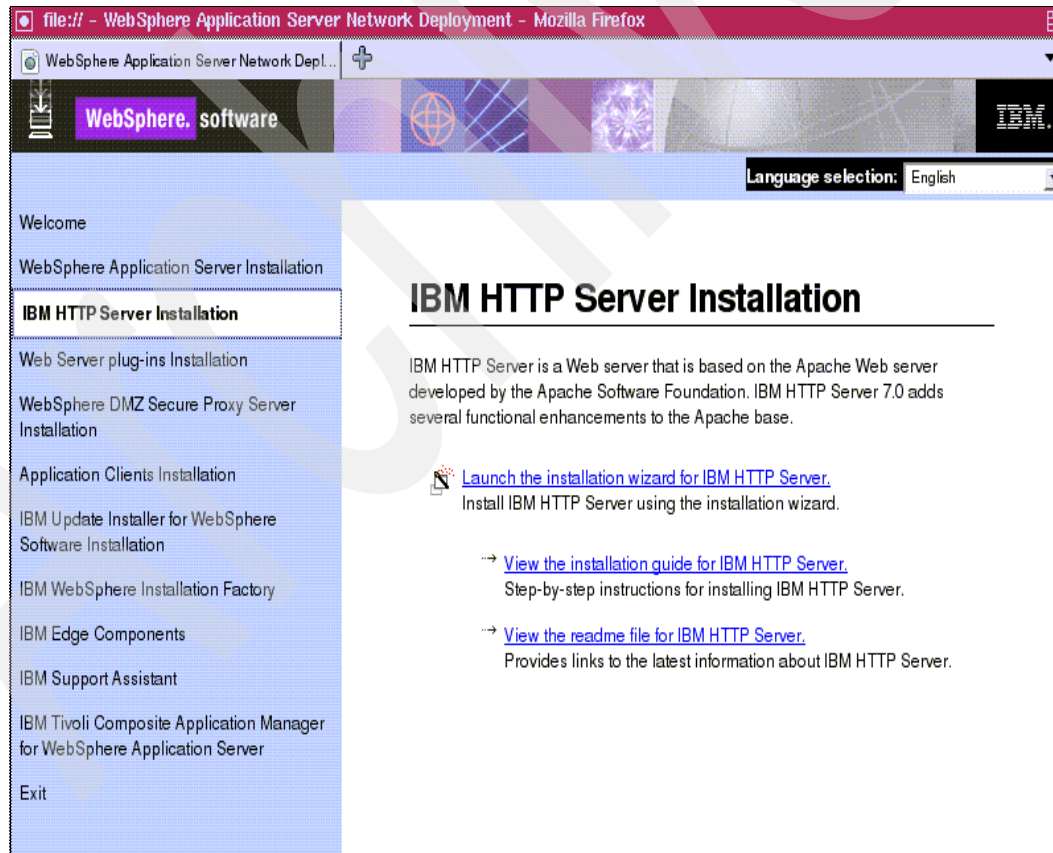 file:// - WebSphere Application Server Network Deployment - Mozilla Firefox
WebSphere Application Server Network Depl...
WebSphere. software
IBM.
Language selection: English
Welcome
WebSphere Application Server Installation
IBM HTTP Server Installation
Web Server plug-ins Installation
WebSphere DMZ Secure Proxy Server
Installation
Application Clients Installation
IBM Update Installer for WebSphere
Software Installation
IBM WebSphere Installation Factory
IBM Edge Components
IBM Support Assistant
IBM Tivoli Composite Application Manager
for WebSphere Application Server
Exit
IBM HTTP Server Installation
IBM HTTP Server is a Web server that is based on the Apache Web server
developed by the Apache Software Foundation. IBM HTTP Server 7.0 adds
several functional enhancements to the Apache base.
Launch the installation wizard for IBM HTTP Server.
Install IBM HTTP Server using the installation wizard.
View the installation guide for IBM HTTP Server.
Step-by-step instructions for installing IBM HTTP Server.
View the readme file for IBM HTTP Server.
Provides links to the latest information about IBM HTTP Server.